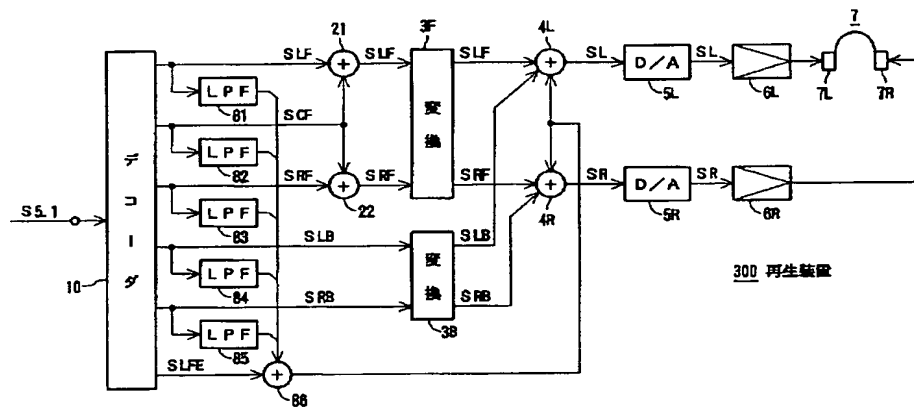 21
3F
4L
7
SLF
SLF
SLF
SL
D/A
SL
LPF
5L
6L
7L
7R
81
SCF
変換
デコーダ
LPF
82
SRF
SRF
SRF
SR
D/A
SR
S5.1
LPF
22
4R
5R
6R
83
SLB
SLB
LPF
変換
300 再生装置
10
84
SRB
SRB
LPF
3B
85
SLFE
86